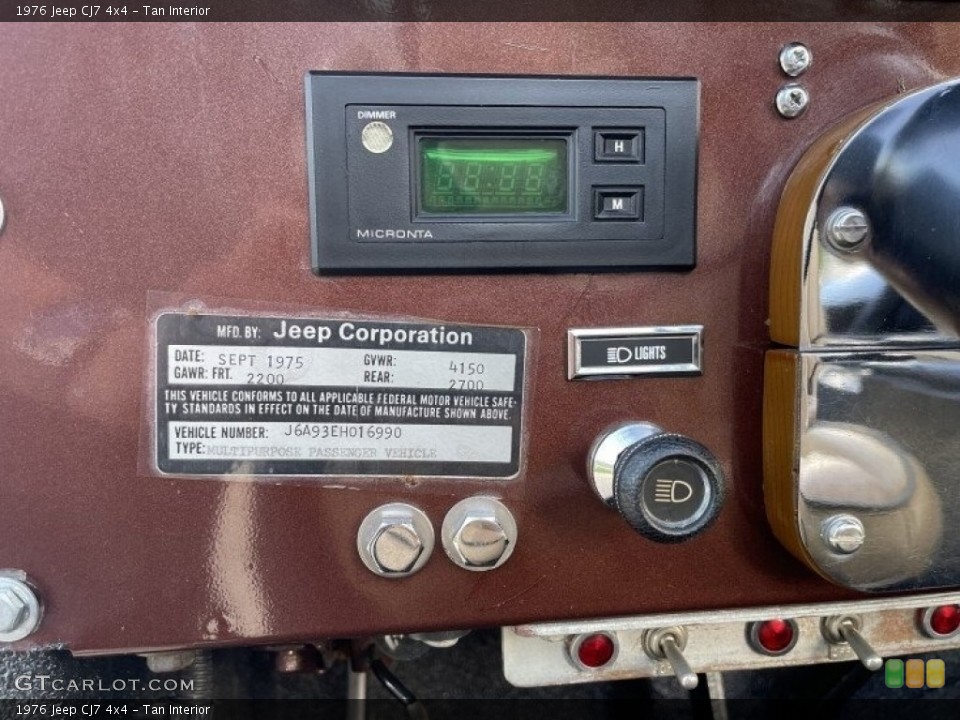 1976 Jeep CJ7 4x4 – Tan Interior
DIMMER
H
M
MICRONTA
MFD. BY: Jeep Corporation
DATE: SEPT 1975 GVWR: 4150
GAWR: FRT. 2200 REAR: 2700
THIS VEHICLE CONFORMS TO ALL APPLICABLE FEDERAL MOTOR VEHICLE SAFE-
TY STANDARDS IN EFFECT ON THE DATE OF MANUFACTURE SHOWN ABOVE.
VEHICLE NUMBER: J6A93EH016990
TYPE: MULTIPURPOSE PASSENGER VEHICLE
LIGHTS
GTCARLOT.COM
1976 Jeep CJ7 4x4 – Tan Interior